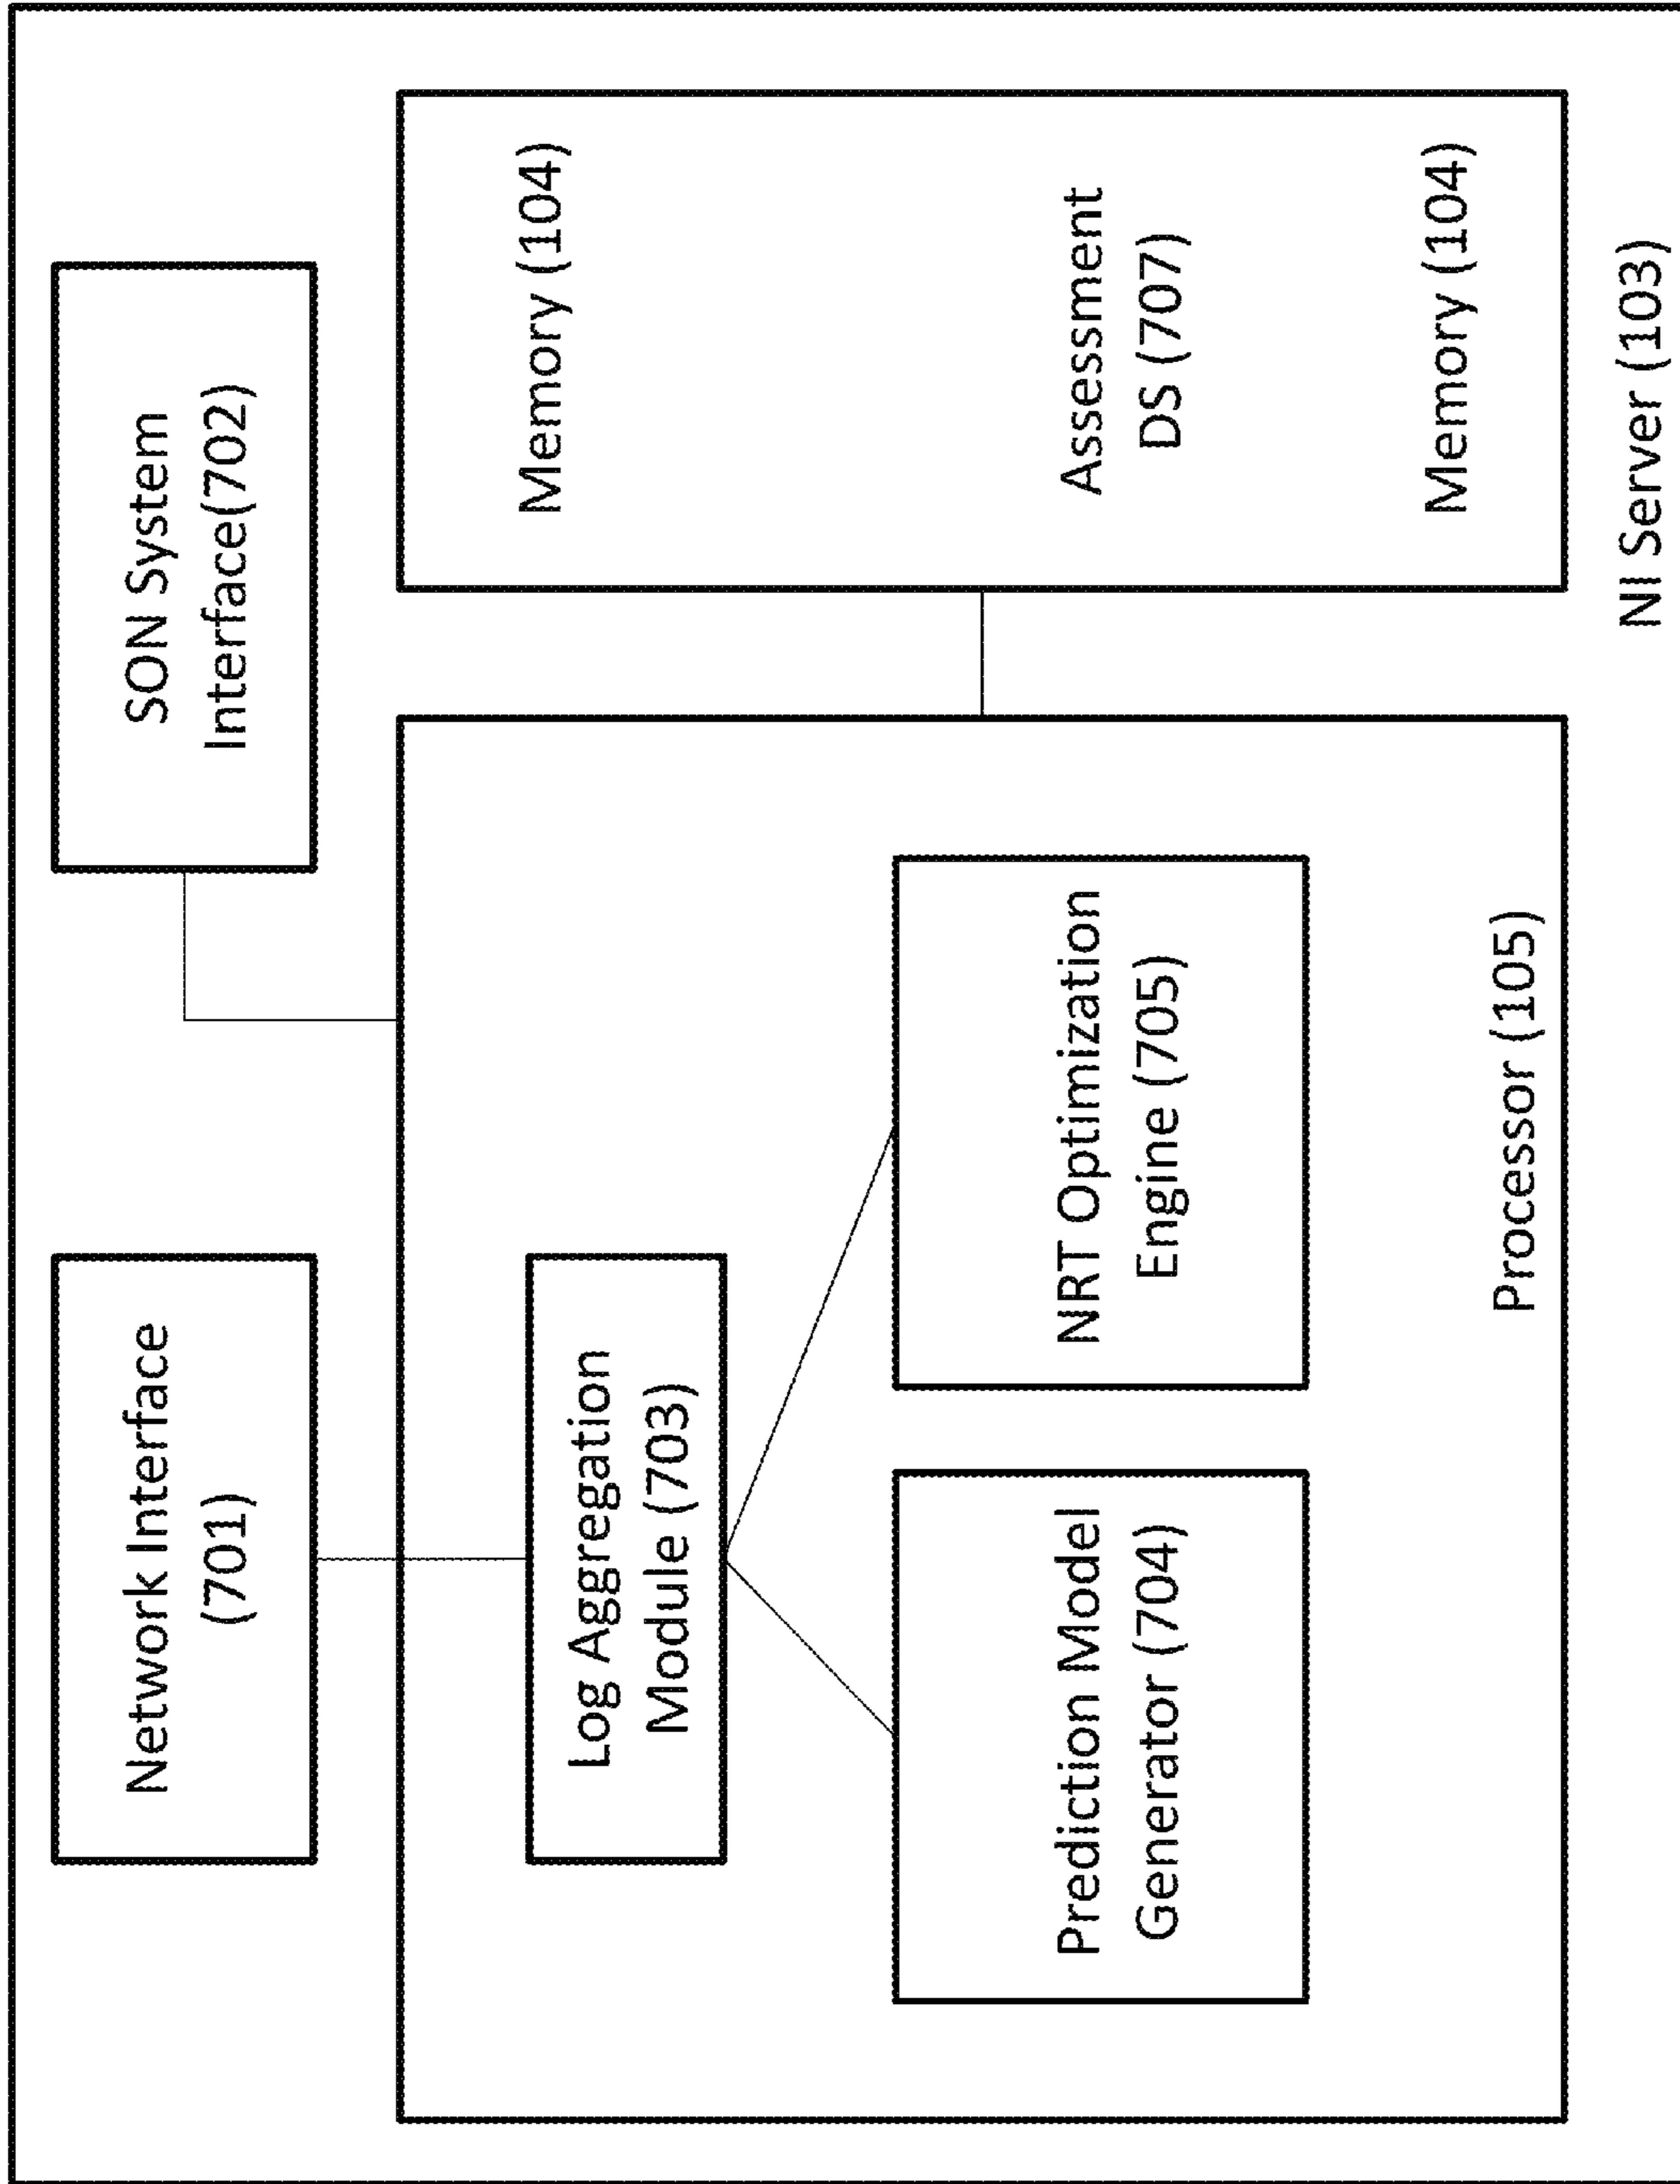 Network Interface
(701)
SON System
Interface(702)
Log Aggregation
Module (703)
Prediction Model
Generator (704)
NRT Optimization
Engine (705)
Processor (105)
Memory (104)
Assessment
DS (707)
Memory (104)
NI Server (103)